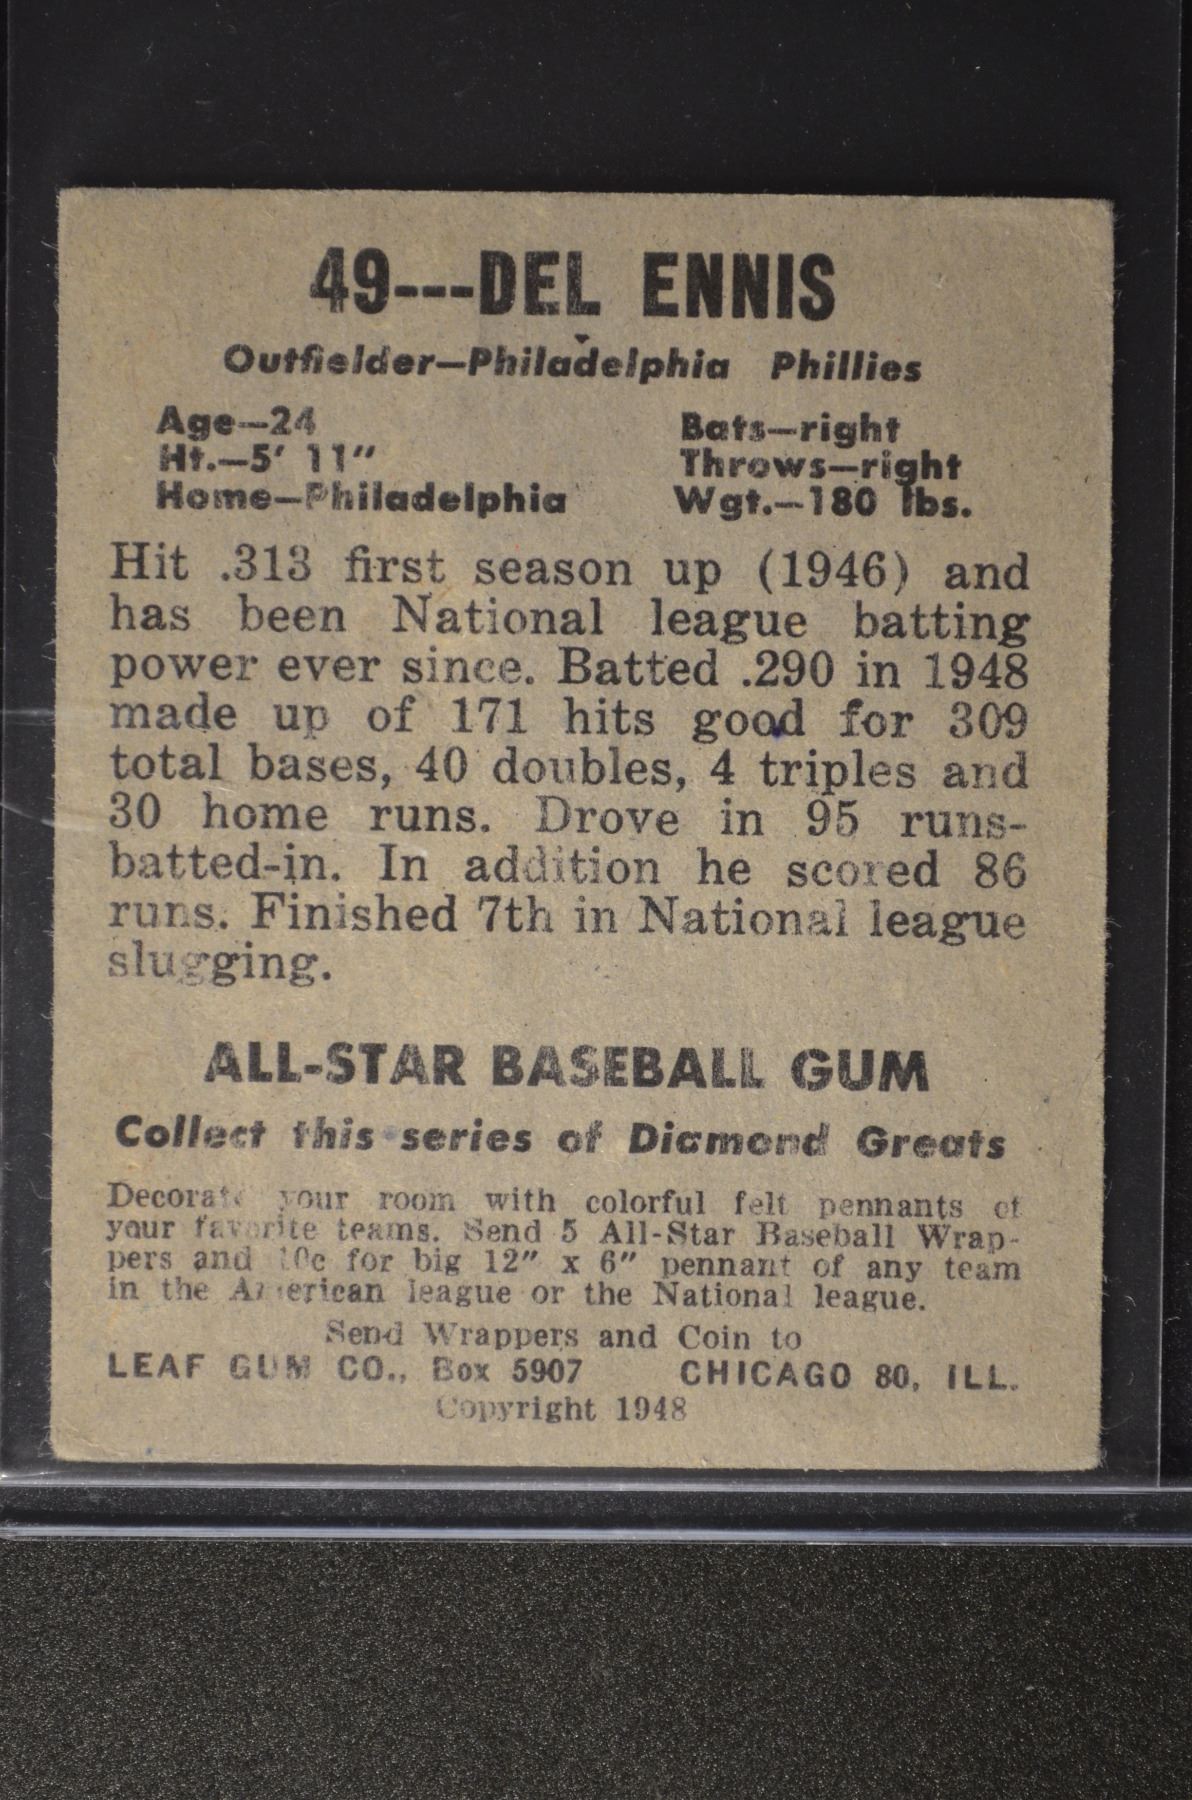 49---DEL ENNIS
Outfielder—Philadelphia Phillies
Age—24
Ht.—5' 11"
Home—Philadelphia
Bats—right
Throws—right
Wgt.—180 lbs.
Hit .313 first season up (1946) and
has been National league batting
power ever since. Batted .290 in 1948
made up of 171 hits good for 309
total bases, 40 doubles, 4 triples and
30 home runs. Drove in 95 runs-
batted-in. In addition he scored 86
runs. Finished 7th in National league
slugging.
ALL-STAR BASEBALL GUM
Collect this series of Diamond Greats
Decorate your room with colorful felt pennants of
your favorite teams. Send 5 All-Star Baseball Wrap-
pers and 10c for big 12" x 6" pennant of any team
in the American league or the National league.
Send Wrappers and Coin to
LEAF GUM CO., Box 5907 CHICAGO 80, ILL.
Copyright 1948